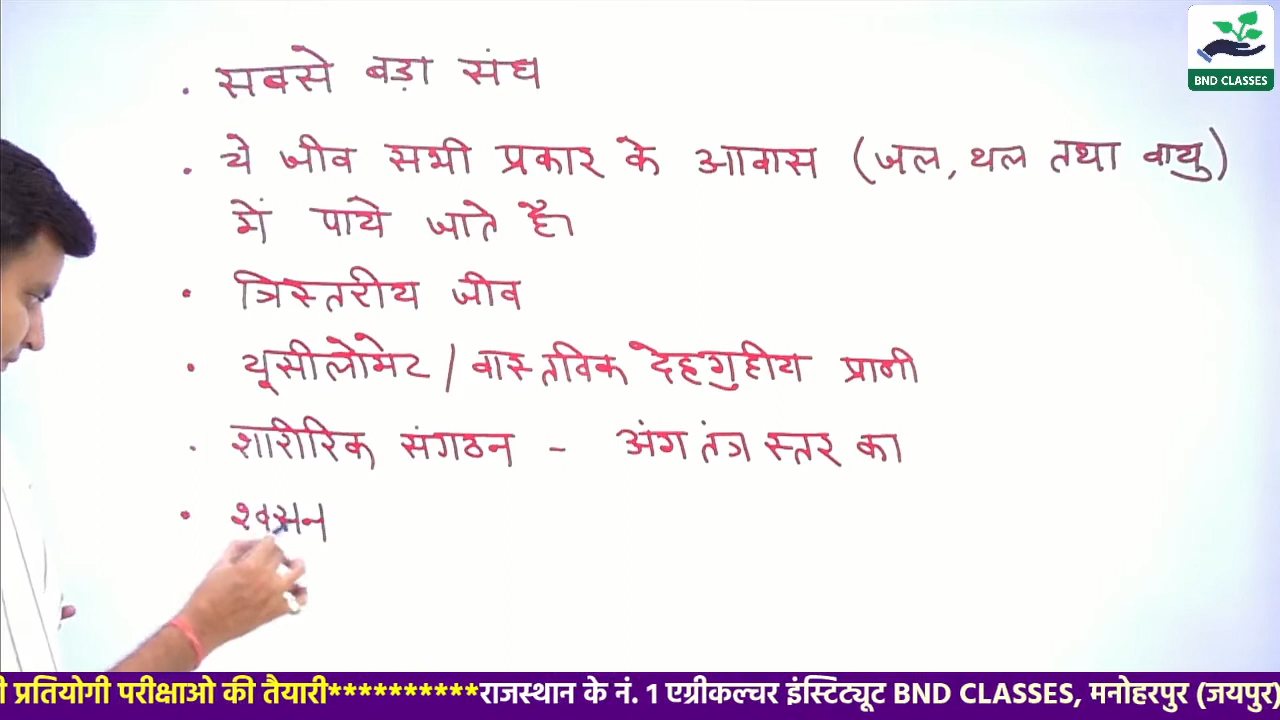 BND CLASSES
. सबसे बड़ा संघ
. ये जीव सभी प्रकार के आवास (जल, थल तथा वायु)
में पाये जाते है।
. त्रिस्तरीय जीव
. यूसीलोमेट / वास्तविक देहगुहीय प्राणी
. शारीरिक संगठन - अंग तंत्र स्तर का
. श्वसन
ी प्रतियोगी परीक्षाओ की तैयारी**********राजस्थान के नं. 1 एग्रीकल्चर इंस्टिट्यूट BND CLASSES, मनोहरपुर (जयपुर)